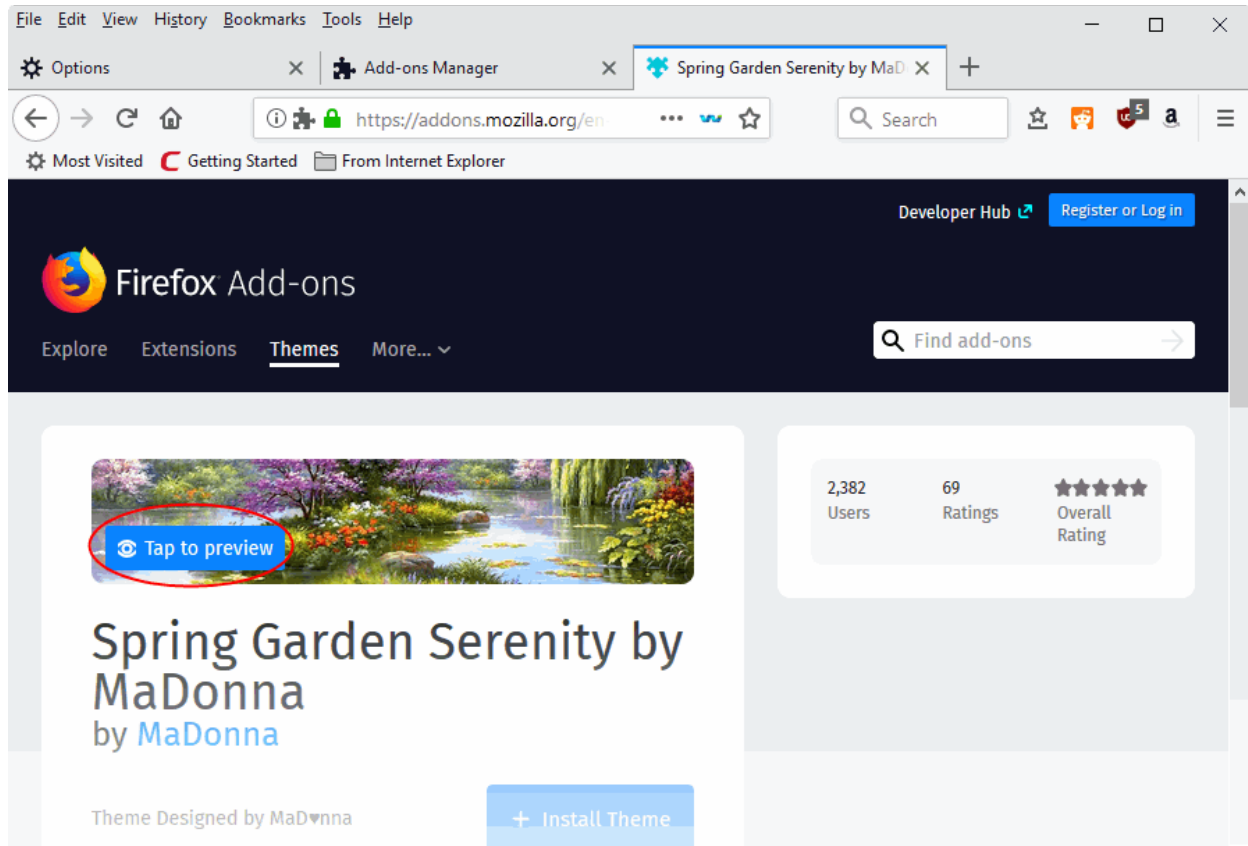 File Edit View History Bookmarks Tools Help
Options Add-ons Manager Spring Garden Serenity by MaD
https://addons.mozilla.org/en Search 5 a
Most Visited Getting Started From Internet Explorer
Developer Hub Register or Log in
Firefox Add-ons
Explore Extensions Themes More... Find add-ons
2,382 69
Users Ratings Overall
Rating
Tap to preview
Spring Garden Serenity by
MaDonna
by MaDonna
Theme Designed by MaD♥nna + Install Theme